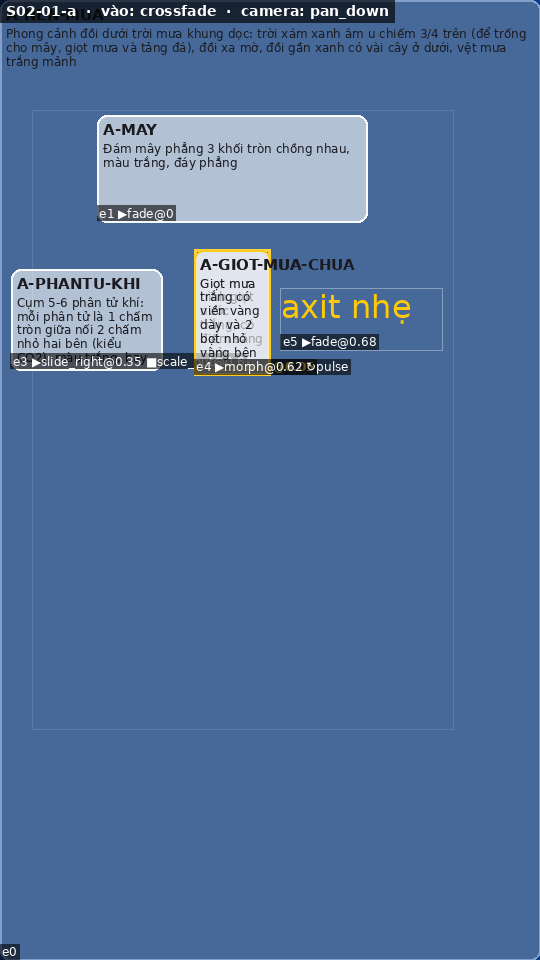 S02-01-a · vào: crossfade · camera: pan_down
Phong cảnh đồi dưới trời mưa khung dọc: trời xám xanh âm u chiếm 3/4 trên (để trống
cho mây, giọt mưa và tảng đá), đồi xa mờ, đồi gần xanh có vài cây ở dưới, vệt mưa
trắng mảnh
A-MAY
Đám mây phẳng 3 khối tròn chồng nhau,
màu trắng, đáy phẳng
e1 ▶fade@0
A-GIOT-MUA-CHUA
Giọt mưa
trắng có
viền vàng
dày và 2
bọt nhỏ
vàng bên
A-PHANTU-KHI
Cụm 5-6 phân tử khí:
mỗi phân tử là 1 chấm
tròn giữa nối 2 chấm
nhỏ hai bên (kiểu
axit nhẹ
e5 ▶fade@0.68
e3 ▶slide_right@0.35 ■scale_
e4 ▶morph@0.62 ↻pulse
e0